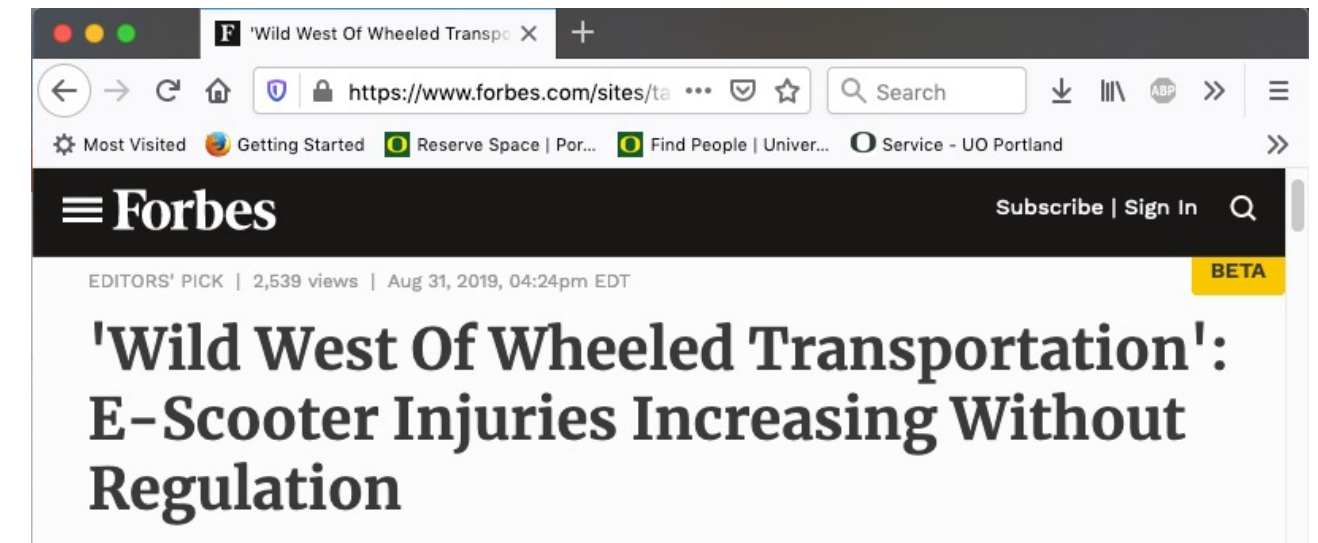 'Wild West Of Wheeled Transpo
https://www.forbes.com/sites/ta
Search
ABP
Most Visited Getting Started Reserve Space | Por... Find People | Univer... Service - UO Portland
Forbes Subscribe | Sign In
EDITORS' PICK | 2,539 views | Aug 31, 2019, 04:24pm EDT
BETA
'Wild West Of Wheeled Transportation':
E-Scooter Injuries Increasing Without
Regulation